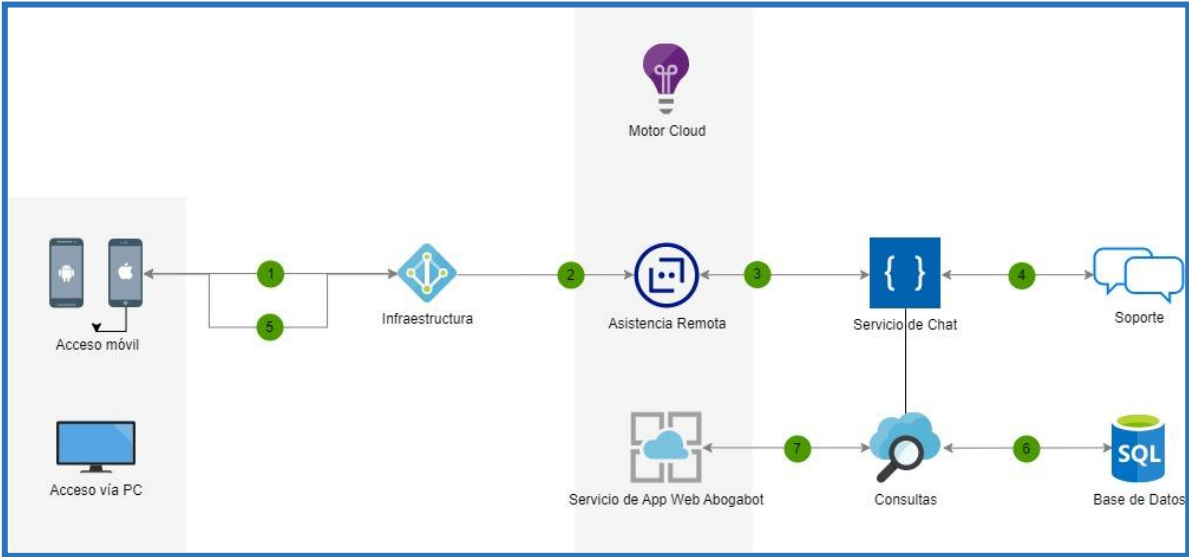 Motor Cloud
1
2
3
4
{ }
Infraestructura
Asistencia Remota
Servicio de Chat
Soporte
5
Acceso móvil
7
6
SQL
Acceso vía PC
Servicio de App Web Abogabot
Consultas
Base de Datos